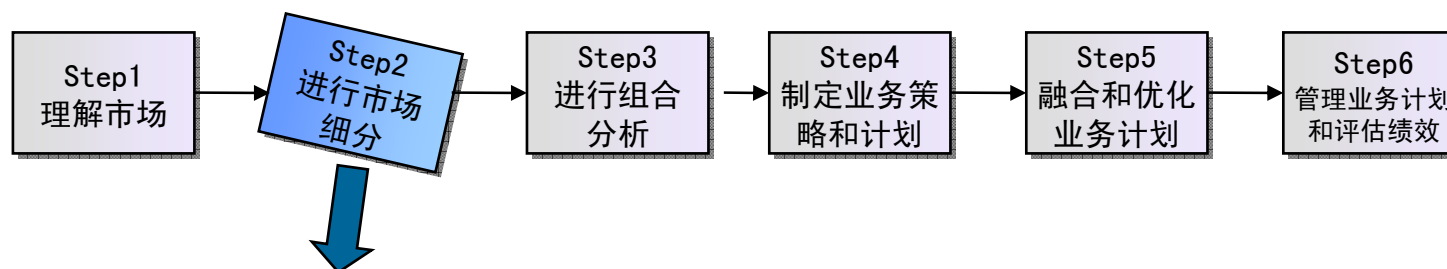 Step1
理解市场
Step2
进行市场
细分
Step3
进行组合
分析
Step4
制定业务策
略和计划
Step5
融合和优化
业务计划
Step6
管理业务计划
和评估绩效